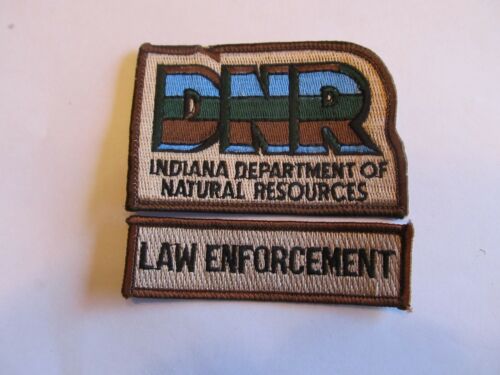 DNR
INDIANA DEPARTMENT OF
NATURAL RESOURCES
LAW ENFORCEMENT